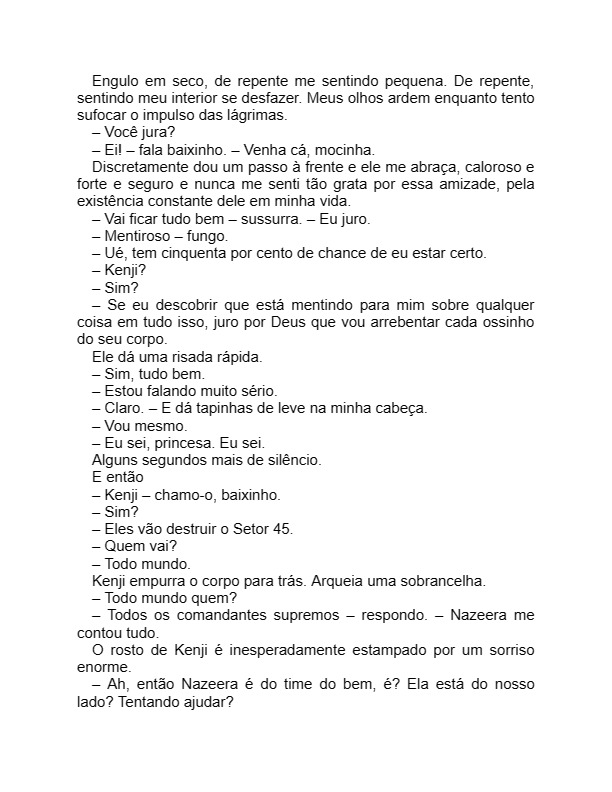 Engulo em seco, de repente me sentindo pequena. De repente,
sentindo meu interior se desfazer. Meus olhos ardem enquanto tento
sufocar o impulso das lágrimas.
– Você jura?
– Ei! – fala baixinho. – Venha cá, mocinha.
Discretamente dou um passo à frente e ele me abraça, caloroso e
forte e seguro e nunca me senti tão grata por essa amizade, pela
existência constante dele em minha vida.
– Vai ficar tudo bem – sussurra. – Eu juro.
– Mentiroso – fungo.
– Ué, tem cinquenta por cento de chance de eu estar certo.
– Kenji?
– Sim?
– Se eu descobrir que está mentindo para mim sobre qualquer
coisa em tudo isso, juro por Deus que vou arrebentar cada ossinho
do seu corpo.
Ele dá uma risada rápida.
– Sim, tudo bem.
– Estou falando muito sério.
– Claro. – E dá tapinhas de leve na minha cabeça.
– Vou mesmo.
– Eu sei, princesa. Eu sei.
Alguns segundos mais de silêncio.
E então
– Kenji – chamo-o, baixinho.
– Sim?
– Eles vão destruir o Setor 45.
– Quem vai?
– Todo mundo.
Kenji empurra o corpo para trás. Arqueia uma sobrancelha.
– Todo mundo quem?
– Todos os comandantes supremos – respondo. – Nazeera me
contou tudo.
O rosto de Kenji é inesperadamente estampado por um sorriso
enorme.
– Ah, então Nazeera é do time do bem, é? Ela está do nosso
lado? Tentando ajudar?